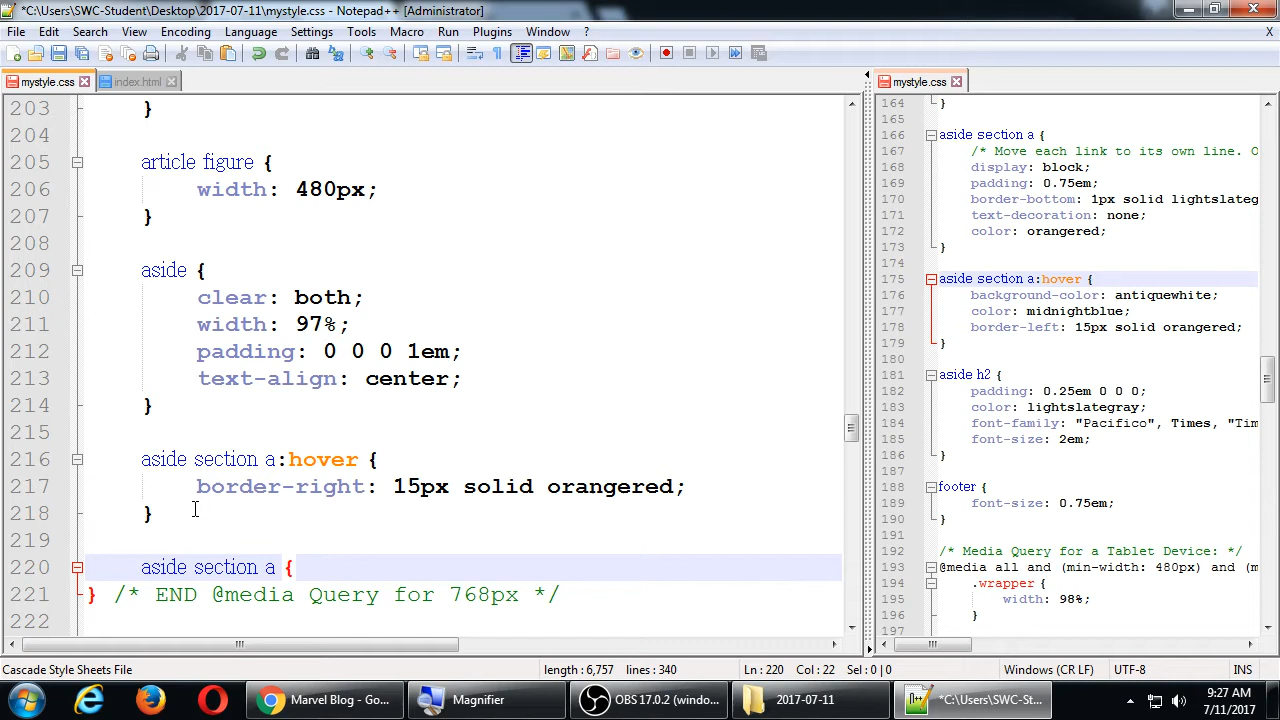 *C:\Users\SWC-Student\Desktop\2017-07-11\mystyle.css - Notepad++ [Administrator]
File Edit Search View Encoding Language Settings Tools Macro Run Plugins Window ? X
mystyle.css index.html
203 }
204
205 article figure {
206 width: 480px;
207 }
208
209 aside {
210 clear: both;
211 width: 97%;
212 padding: 0 0 0 1em;
213 text-align: center;
214 }
215
216 aside section a:hover {
217 border-right: 15px solid orangered;
218 }
219
220 aside section a {
221 } /* END @media Query for 768px */
222
mystyle.css
164 }
165
166 aside section a {
167 /* Move each link to its own line. O
168 display: block;
169 padding: 0.75em;
170 border-bottom: 1px solid lightslateg
171 text-decoration: none;
172 color: orangered;
173 }
174
175 aside section a:hover {
176 background-color: antiquewhite;
177 color: midnightblue;
178 border-left: 15px solid orangered;
179 }
180
181 aside h2 {
182 padding: 0.25em 0 0 0;
183 color: lightslategray;
184 font-family: "Pacifico", Times, "Tim
185 font-size: 2em;
186 }
187
188 footer {
189 font-size: 0.75em;
190 }
191
192 /* Media Query for a Tablet Device: */
193 @media all and (min-width: 480px) and (m
194 .wrapper {
195 width: 98%;
196 }
197
Cascade Style Sheets File length : 6,757 lines : 340 Ln : 220 Col : 22 Sel : 0 | 0 Windows (CR LF) UTF-8 INS
Marvel Blog - Go... Magnifier OBS 17.0.2 (windo... 2017-07-11 *C:\Users\SWC-St...
9:27 AM
7/11/2017